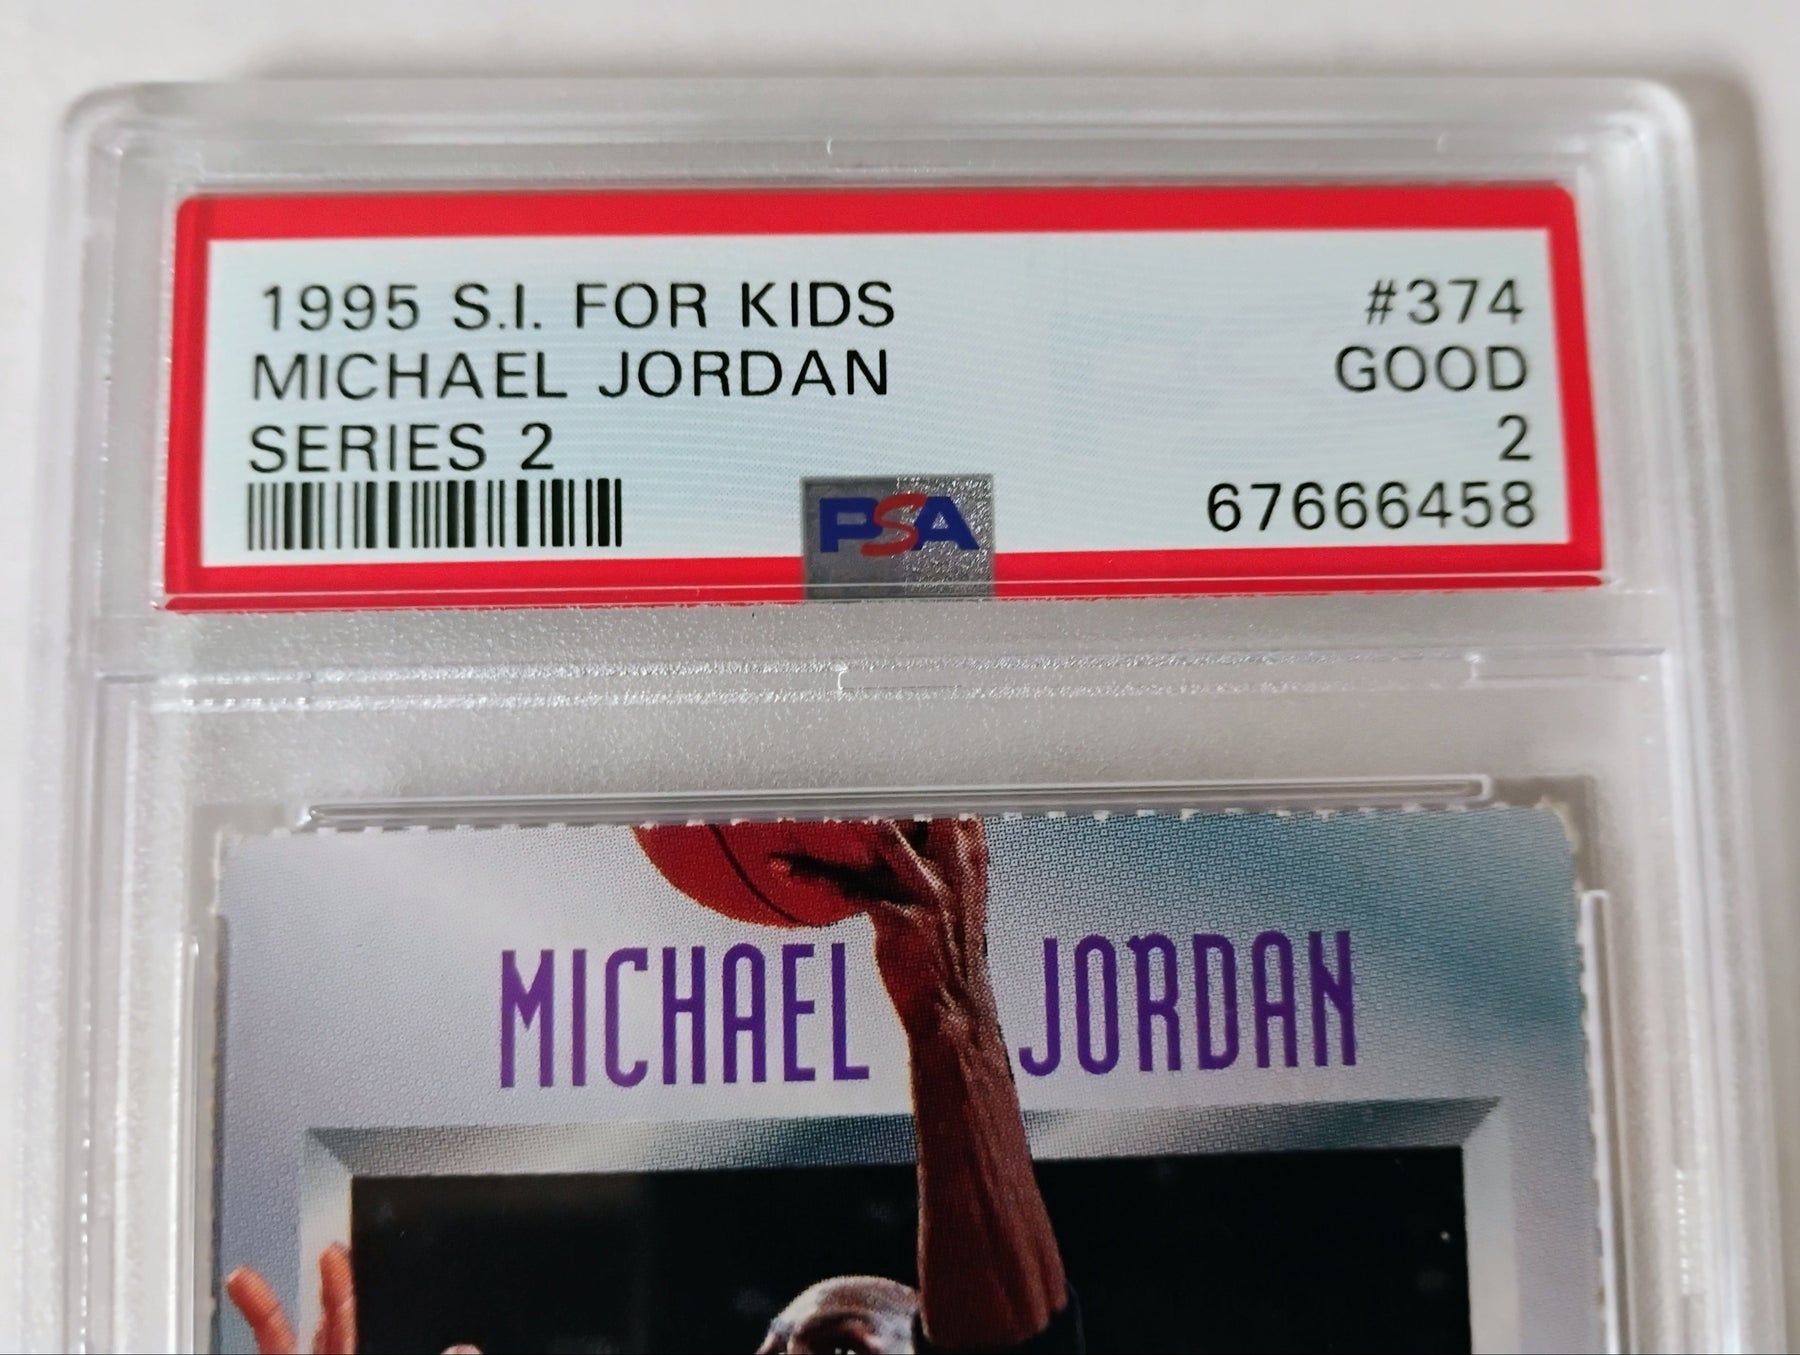 1995 S.I. FOR KIDS #374
MICHAEL JORDAN GOOD
SERIES 2 2
PSA 67666458
MICHAEL JORDAN